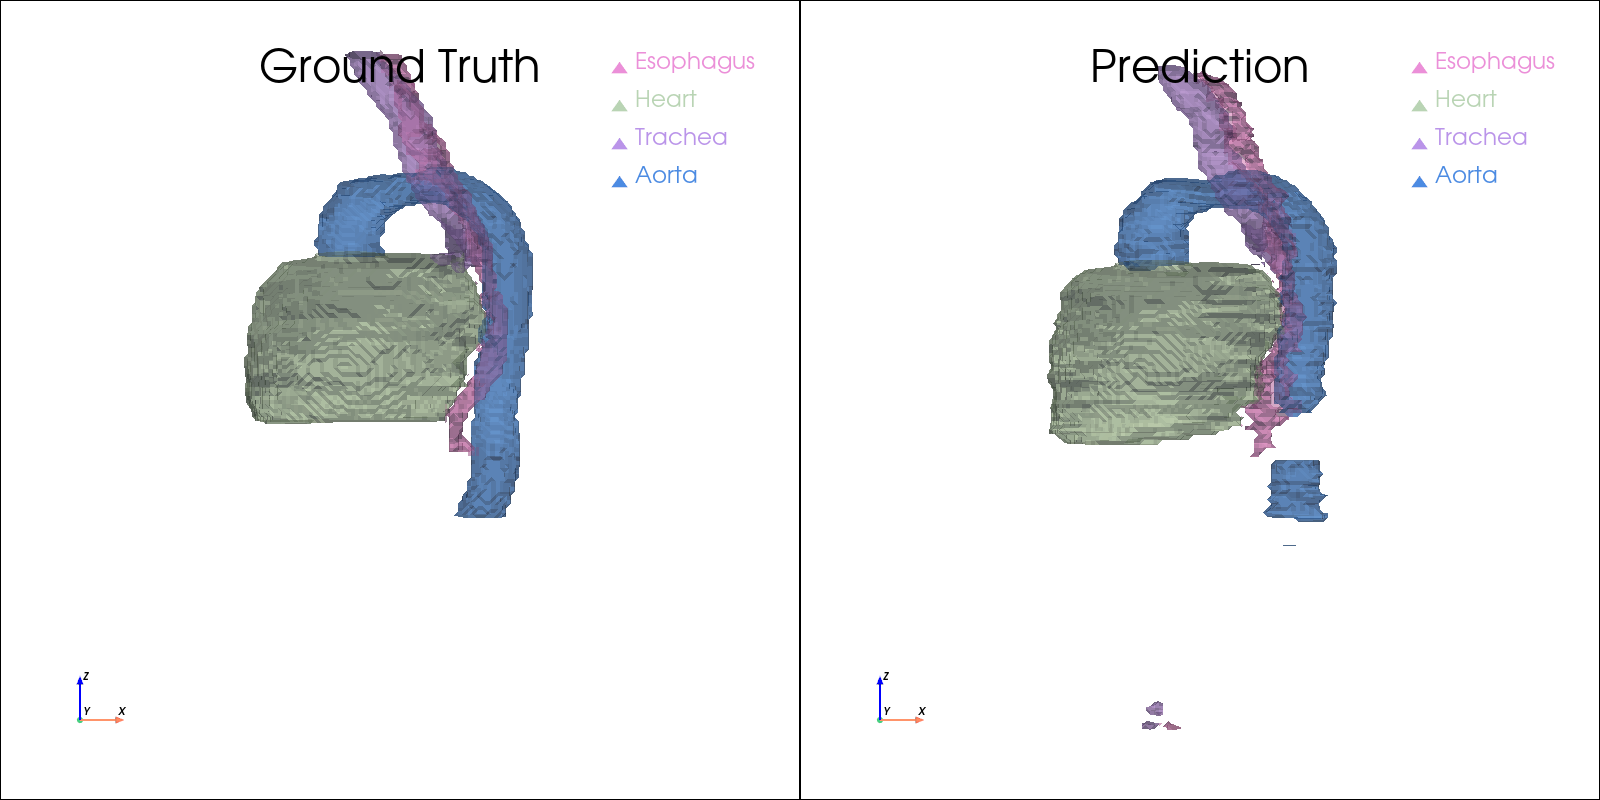 Ground Truth
Esophagus
Heart
Trachea
Aorta
Z
Y X
Prediction
Esophagus
Heart
Trachea
Aorta
Z
Y X